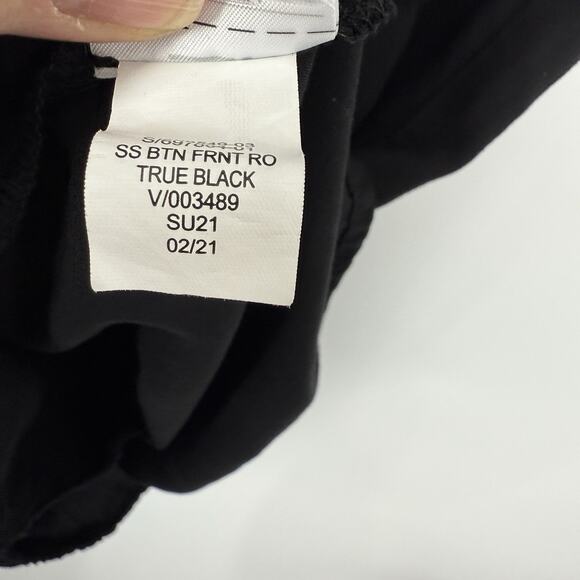 SS BTN FRNT RO
TRUE BLACK
V/003489
SU21
02/21